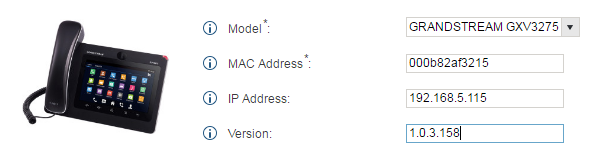 Model*: GRANDSTREAM GXV3275
MAC Address*: 000b82af3215
IP Address: 192.168.5.115
Version: 1.0.3.158